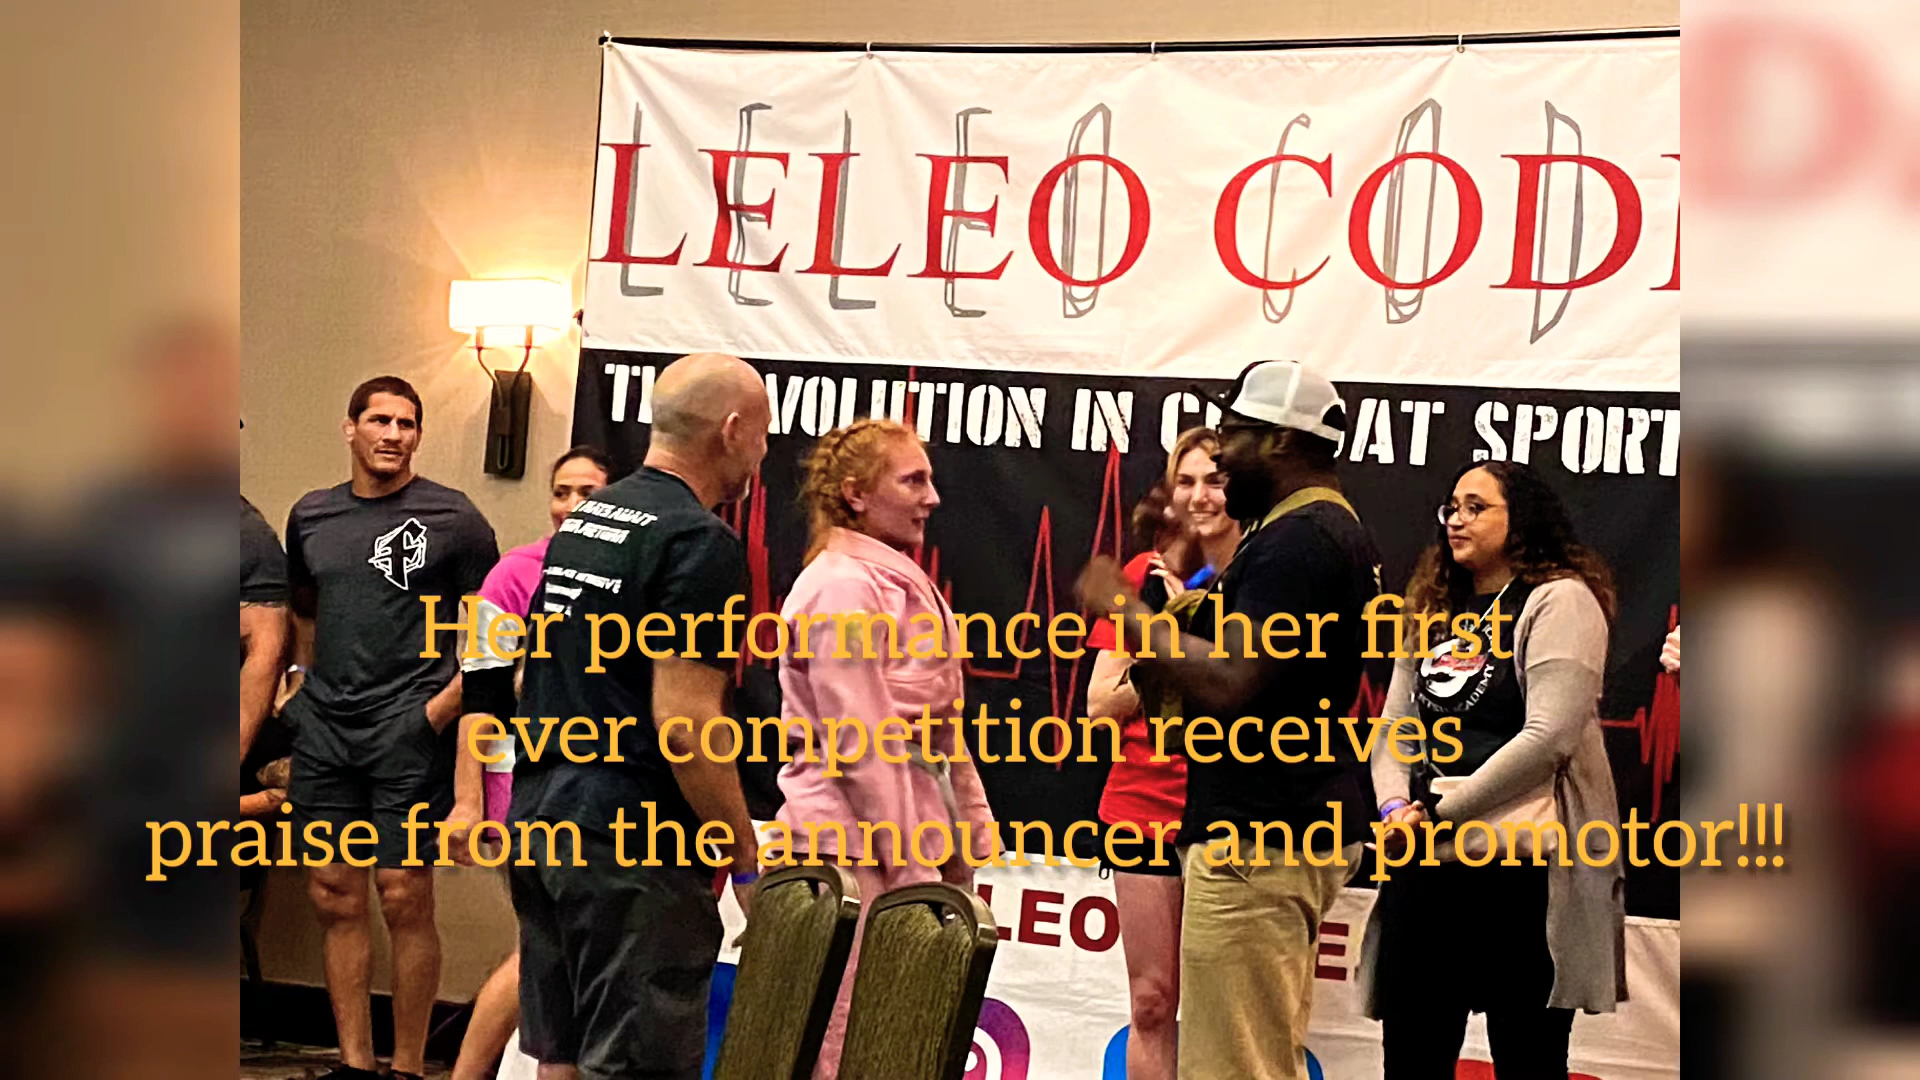 LELEO COD
VOLUTION IN C AT SPORT
Her performance in her first
ever competition receives
praise from the announcer and promotor!!!
LEO
E